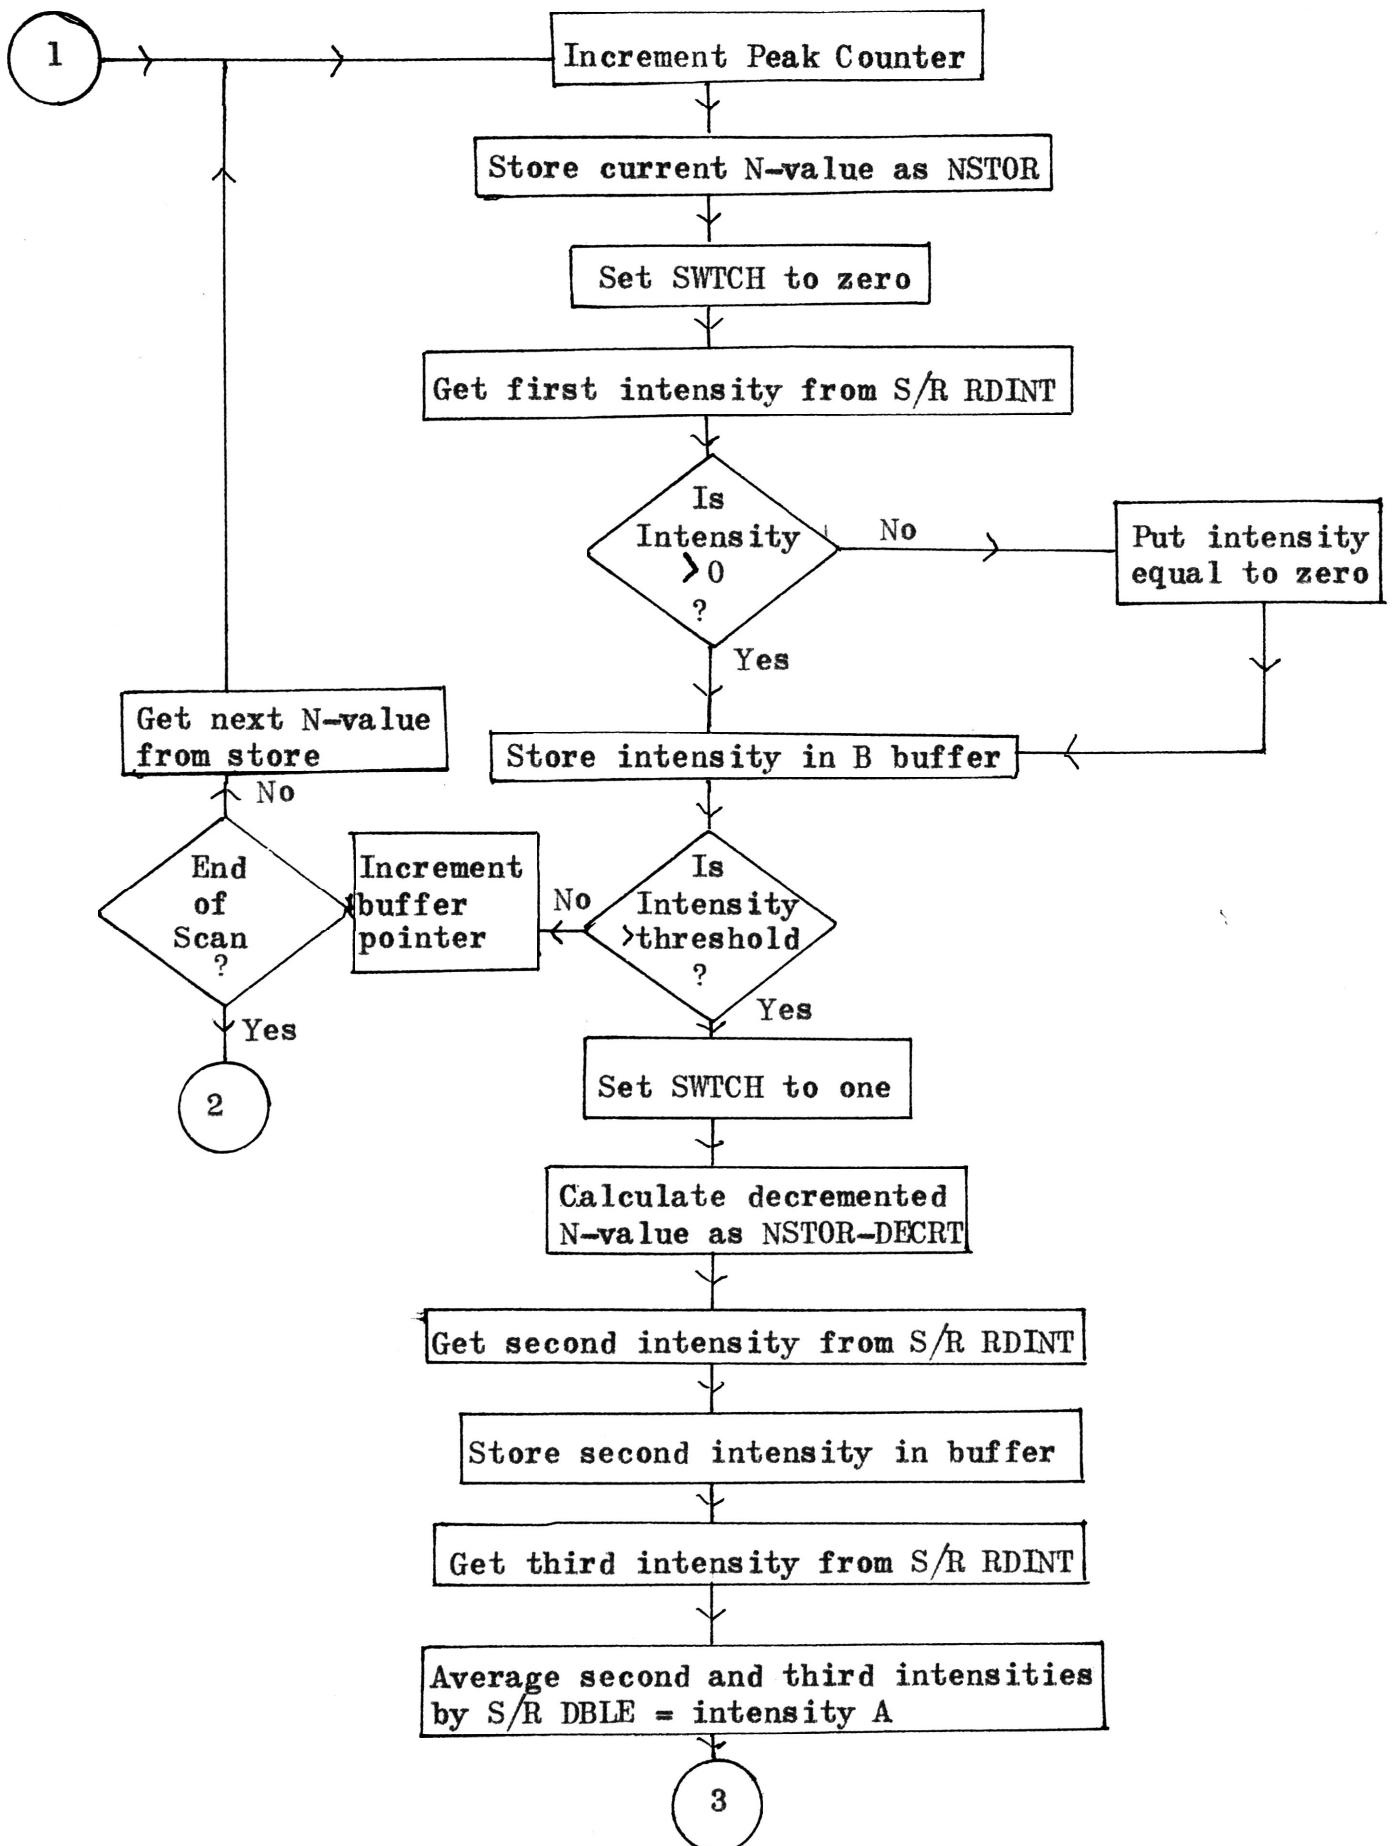 1
Increment Peak Counter
Store current N-value as NSTOR
Set SWTCH to zero
Get first intensity from S/R RDINT
Is
Intensity
>0
?
No
Put intensity
equal to zero
Yes
Store intensity in B buffer
Is
Intensity
>threshold
?
No
Increment
buffer
pointer
End
of
Scan
?
No
Get next N-value
from store
Yes
2
Yes
Set SWTCH to one
Calculate decremented
N-value as NSTOR-DECRT
Get second intensity from S/R RDINT
Store second intensity in buffer
Get third intensity from S/R RDINT
Average second and third intensities
by S/R DBLE = intensity A
3